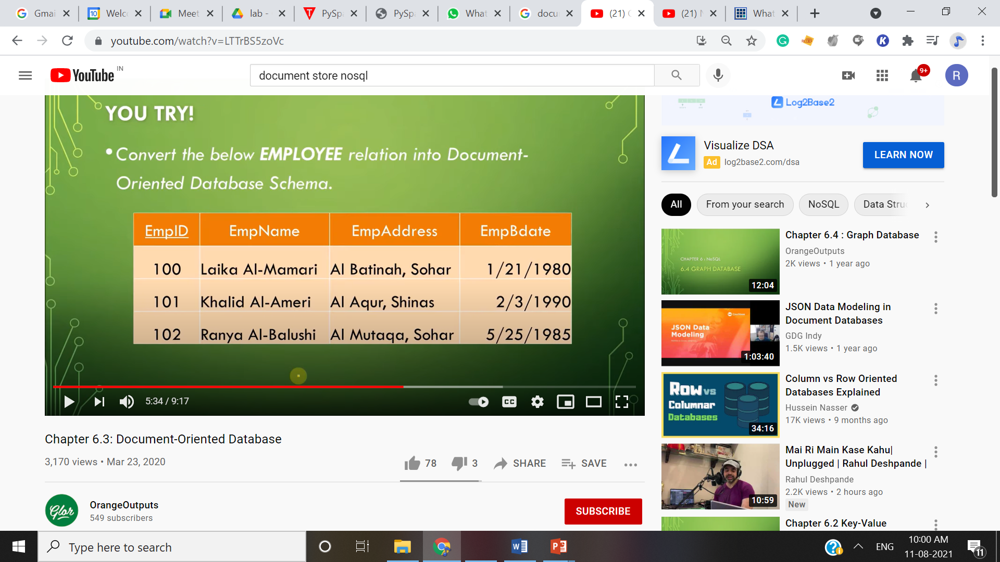 Gmai
Welc
Meet
lab -
PySp
PySp
What
docu
(21)
(21)
What
youtube.com/watch?v=LTTrBS5zoVc
YouTube IN
document store nosql
9+
R
YOU TRY!
• Convert the below EMPLOYEE relation into Document-
Oriented Database Schema.
EmpID EmpName EmpAddress EmpBdate
100 Laika Al-Mamari Al Batinah, Sohar 1/21/1980
101 Khalid Al-Ameri Al Aqur, Shinas 2/3/1990
102 Ranya Al-Balushi Al Mutaqa, Sohar 5/25/1985
5:34 / 9:17
CC
Chapter 6.3: Document-Oriented Database
3,170 views • Mar 23, 2020
78
3
SHARE
SAVE
Glor
OrangeOutputs
549 subscribers
SUBSCRIBE
Log2Base2
Visualize DSA
Ad log2base2.com/dsa
LEARN NOW
All
From your search
NoSQL
Data Stru
CHAPTER 6 : NoSQL
6.4 GRAPH DATABASE
12:04
Chapter 6.4 : Graph Database
OrangeOutputs
2K views • 1 year ago
JSON Data
Modeling
1:03:40
JSON Data Modeling in
Document Databases
GDG Indy
1.5K views • 1 year ago
Row vs
Columnar
Databases
34:16
Column vs Row Oriented
Databases Explained
Hussein Nasser
17K views • 9 months ago
10:59
Mai Ri Main Kase Kahu|
Unplugged | Rahul Deshpande |
Rahul Deshpande
2.2K views • 2 hours ago
New
Chapter 6.2 Key-Value
Type here to search
ENG
10:00 AM
11-08-2021
11